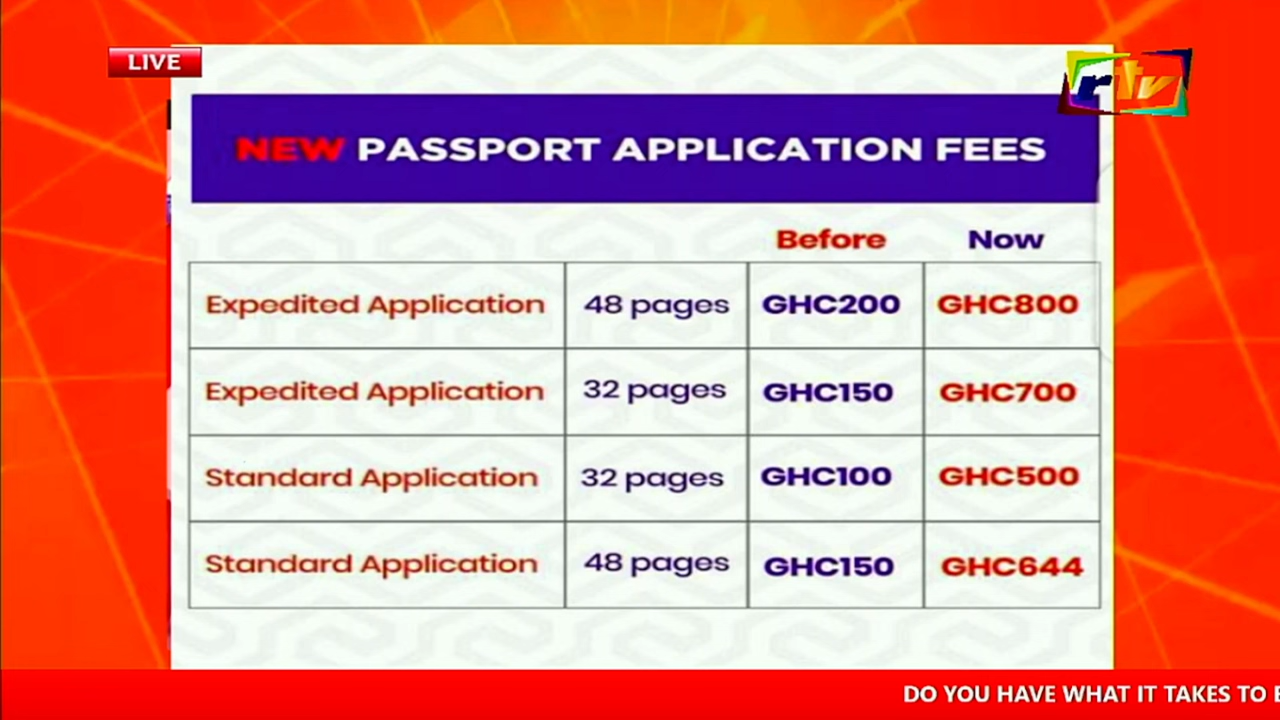 LIVE
rtv
NEW PASSPORT APPLICATION FEES
Before Now
Expedited Application 48 pages GHC200 GHC800
Expedited Application 32 pages GHC150 GHC700
Standard Application 32 pages GHC100 GHC500
Standard Application 48 pages GHC150 GHC644
DO YOU HAVE WHAT IT TAKES TO